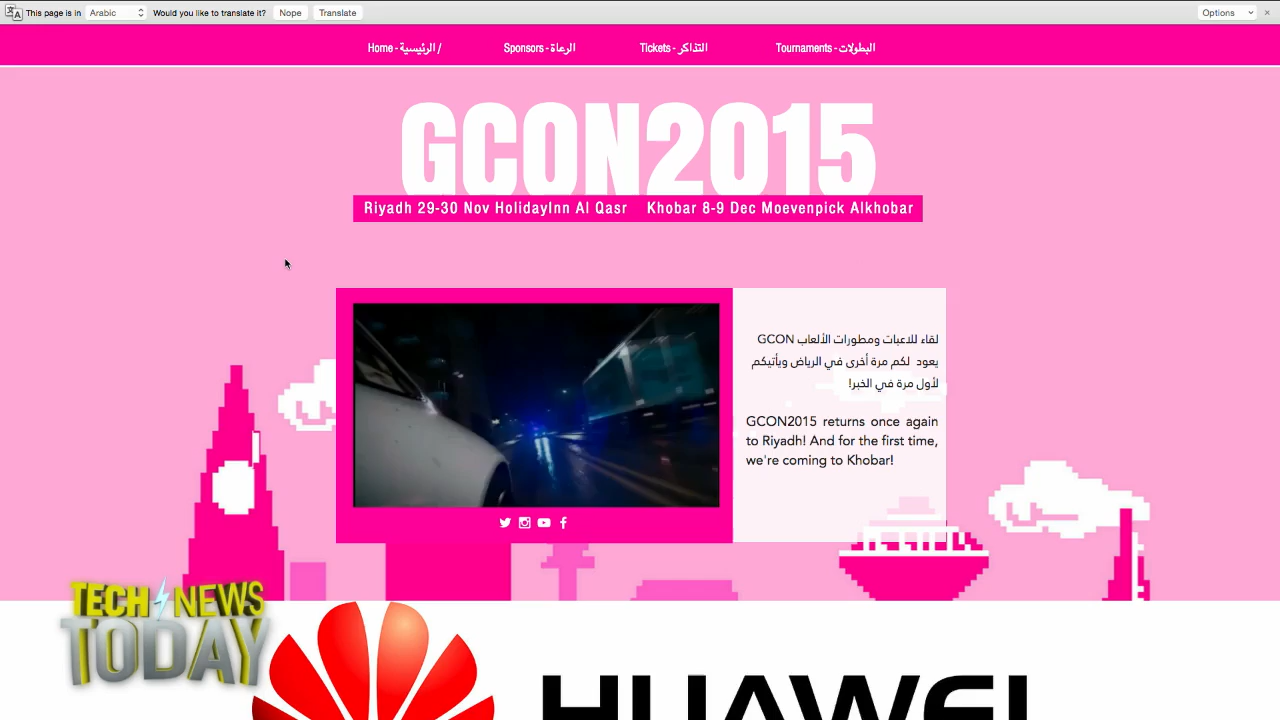 This page is in Arabic Would you like to translate it? Nope Translate Options
Home - الرئيسية / Sponsors - الرعاة Tickets - التذاكر Tournaments - البطولات
GCON2015
Riyadh 29-30 Nov HolidayInn Al Qasr Khobar 8-9 Dec Moevenpick Alkhobar
لقاء للاعبات ومطورات الألعاب GCON
يعود لكم مرة أخرى في الرياض ويأتيكم
لأول مرة في الخبر!
GCON2015 returns once again
to Riyadh! And for the first time,
we're coming to Khobar!
TECH NEWS
TODAY
HUAWEI